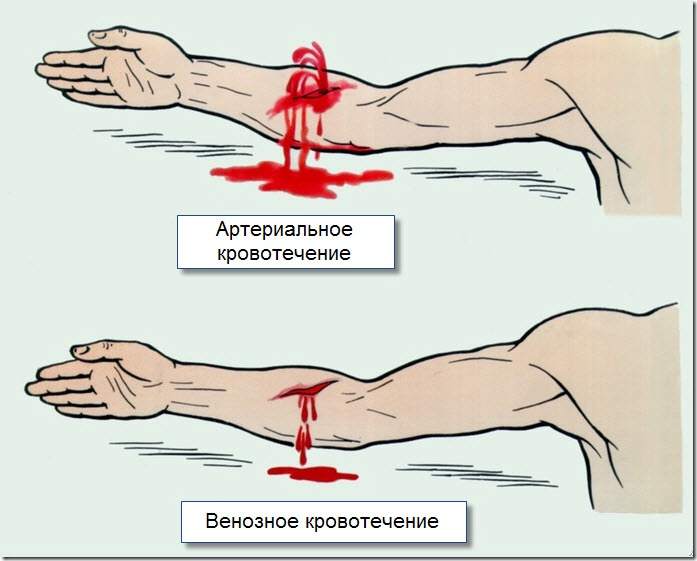 Артериальное
кровотечение
Венозное кровотечение